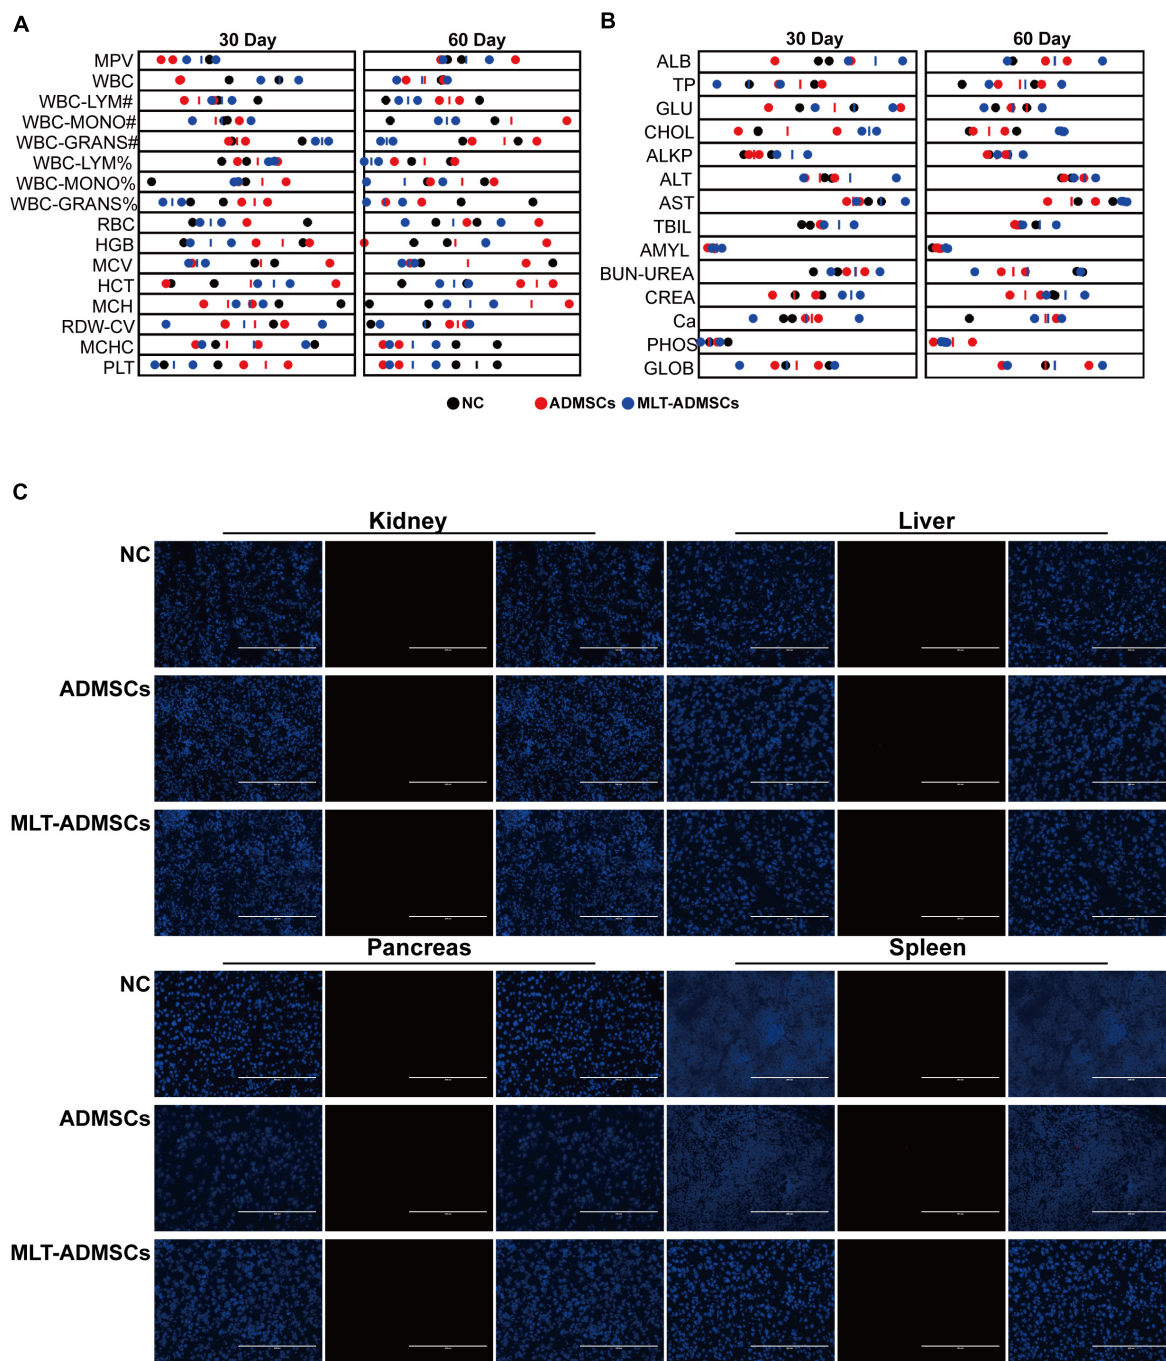 A
30 Day
60 Day
MPV
WBC
WBC-LYM#
WBC-MONO#
WBC-GRANS#
WBC-LYM%
WBC-MONO%
WBC-GRANS%
RBC
HGB
MCV
HCT
MCH
RDW-CV
MCHC
PLT
B
30 Day
60 Day
ALB
TP
GLU
CHOL
ALKP
ALT
AST
TBIL
AMYL
BUN-UREA
CREA
Ca
PHOS
GLOB
NC ADMSCs MLT-ADMSCs
C
Kidney Liver
NC
ADMSCs
MLT-ADMSCs
Pancreas Spleen
NC
ADMSCs
MLT-ADMSCs